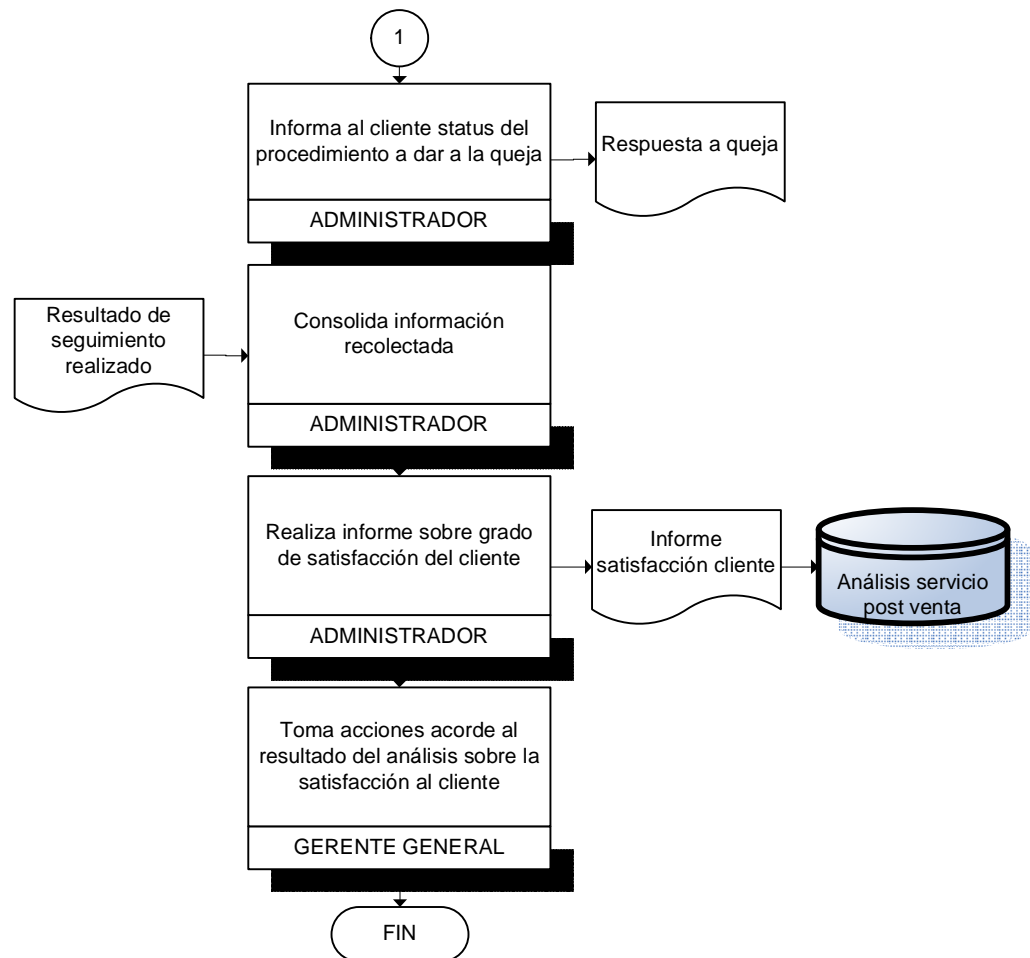 1
Informa al cliente status del
procedimiento a dar a la queja
ADMINISTRADOR
Respuesta a queja
Resultado de
seguimiento
realizado
Consolida información
recolectada
ADMINISTRADOR
Realiza informe sobre grado
de satisfacción del cliente
ADMINISTRADOR
Informe
satisfacción cliente
Análisis servicio
post venta
Toma acciones acorde al
resultado del análisis sobre la
satisfacción al cliente
GERENTE GENERAL
FIN